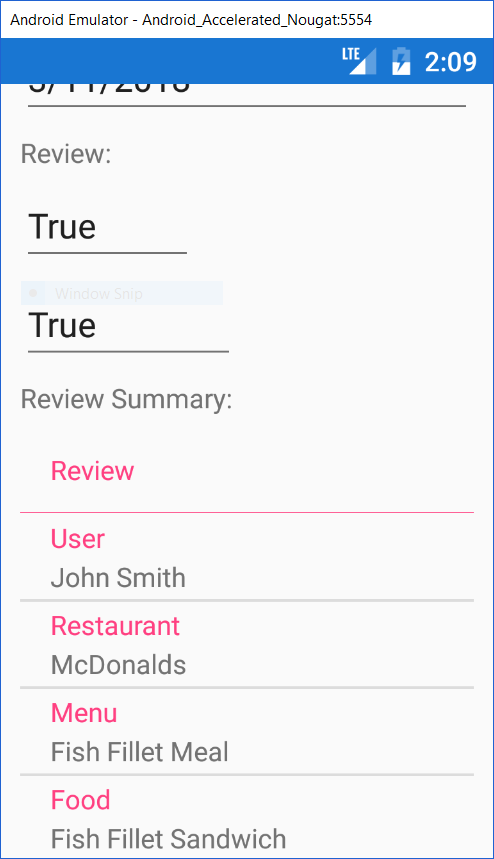 Android Emulator - Android_Accelerated_Nougat:5554
LTE 2:09
Review:
True
Window Snip
True
Review Summary:
Review
User
John Smith
Restaurant
McDonalds
Menu
Fish Fillet Meal
Food
Fish Fillet Sandwich